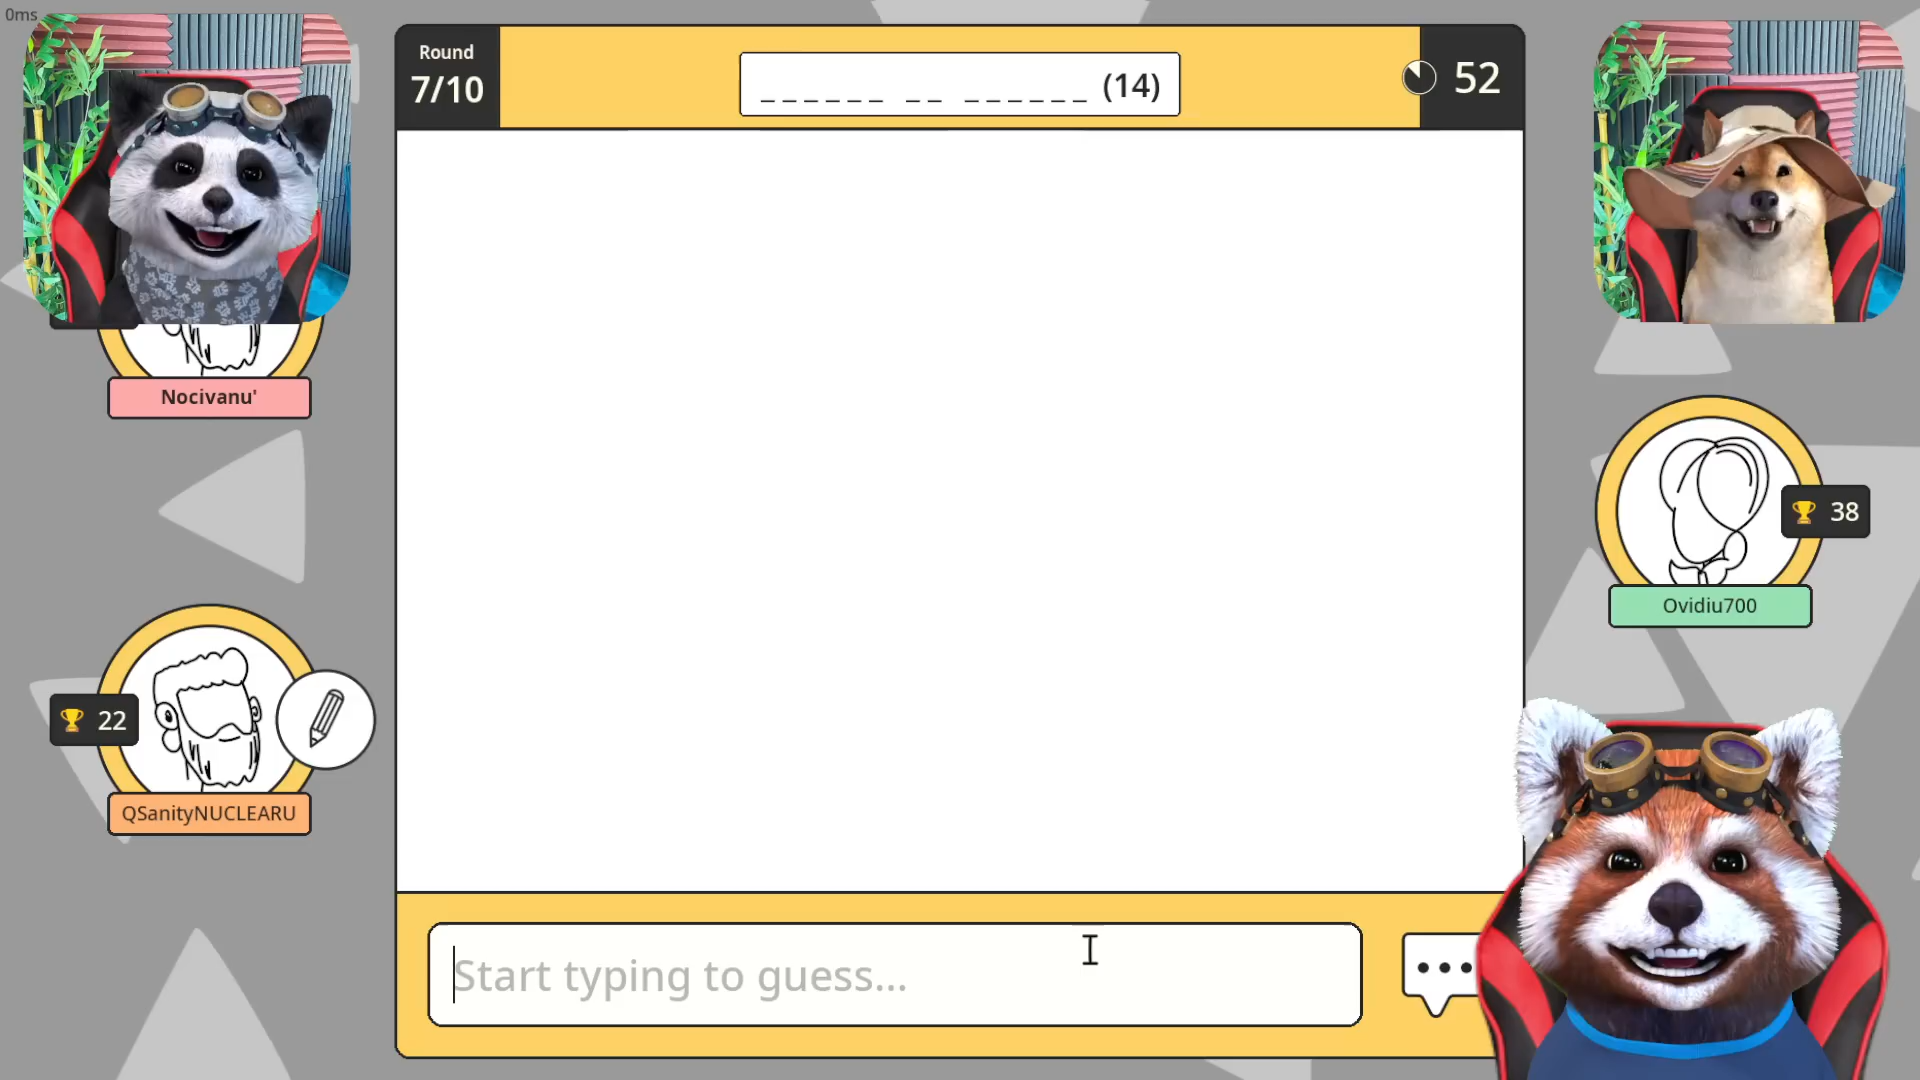 0ms
Round
7/10
______ __ ______ (14)
52
Nocivanu'
38
Ovidiu700
22
QSanityNUCLEARU
Start typing to guess...